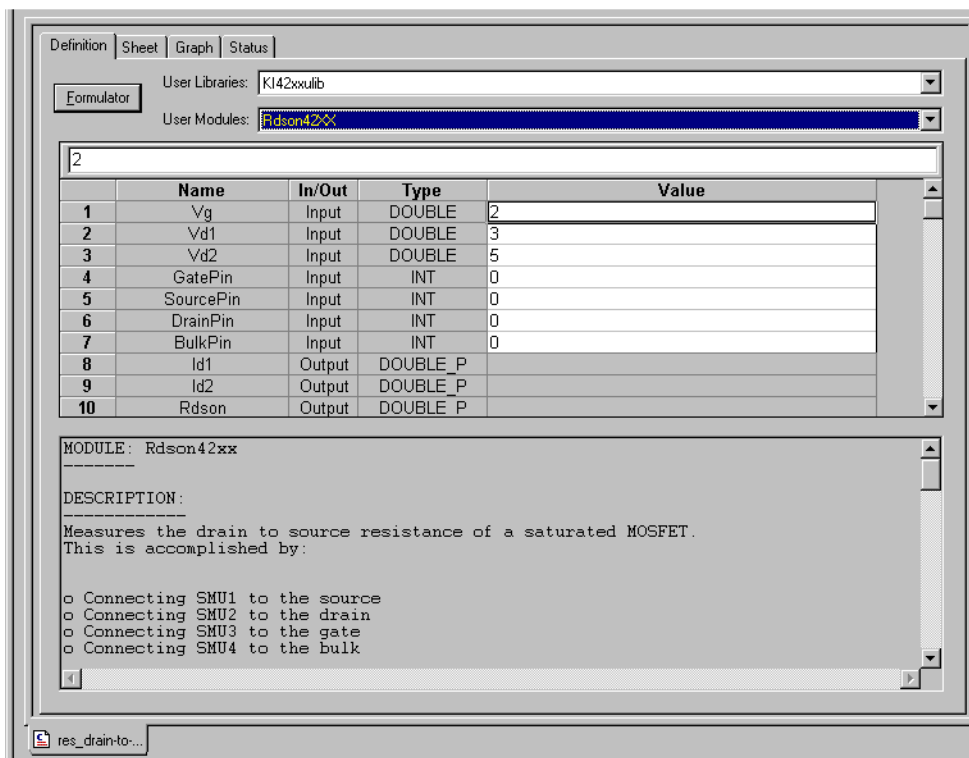 Definition Sheet Graph Status
Formulator
User Libraries: KI42xxulib
User Modules: Rdson42XX
2
Name In/Out Type Value
1 Vg Input DOUBLE 2
2 Vd1 Input DOUBLE 3
3 Vd2 Input DOUBLE 5
4 GatePin Input INT 0
5 SourcePin Input INT 0
6 DrainPin Input INT 0
7 BulkPin Input INT 0
8 Id1 Output DOUBLE_P
9 Id2 Output DOUBLE_P
10 Rdson Output DOUBLE_P
MODULE: Rdson42xx
-------
DESCRIPTION:
------------
Measures the drain to source resistance of a saturated MOSFET.
This is accomplished by:
o Connecting SMU1 to the source
o Connecting SMU2 to the drain
o Connecting SMU3 to the gate
o Connecting SMU4 to the bulk
res_drain-to-...